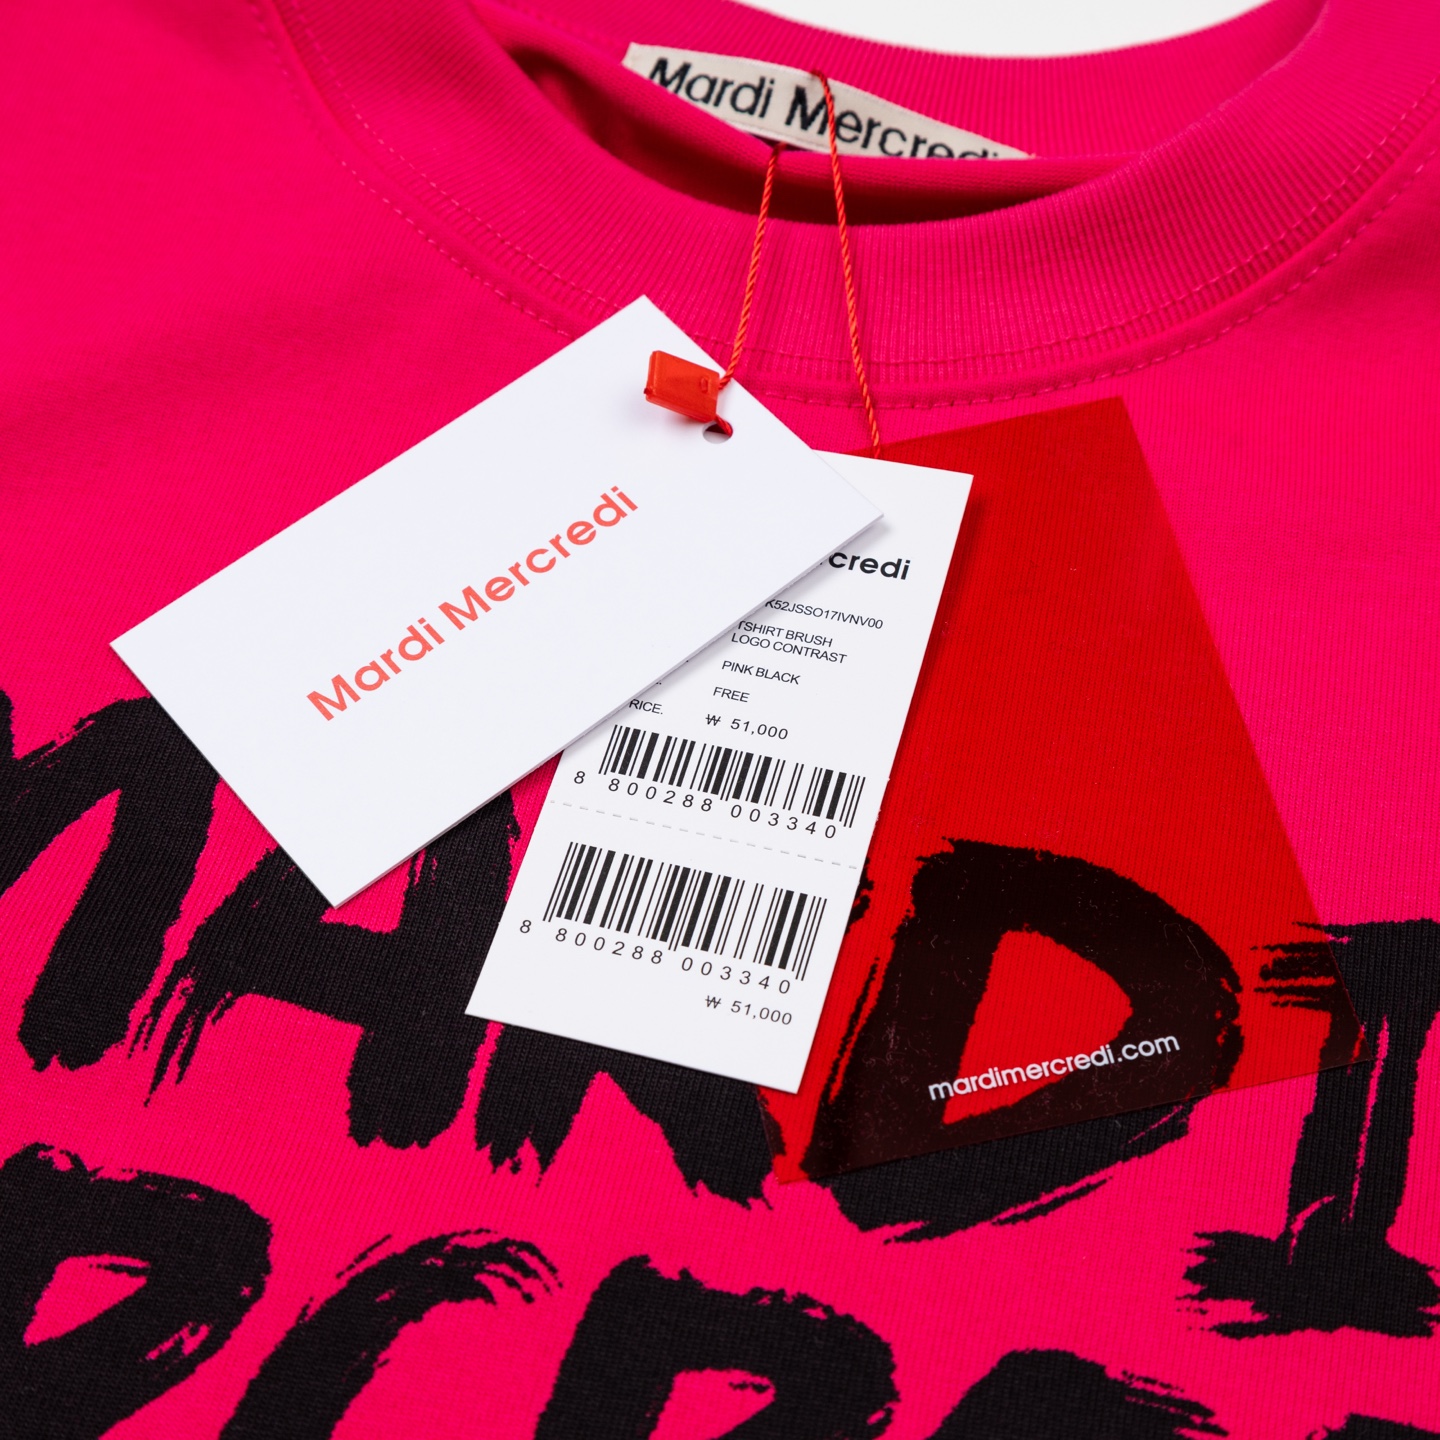 Mardi Mercredi
Mardi Mercredi
credi
K52JSSO17IVNV00
TSHIRT BRUSH
LOGO CONTRAST
PINK BLACK
FREE
RICE. ₩ 51,000
8 800288 003340
8 800288 003340
₩ 51,000
mardimercredi.com
MARDI